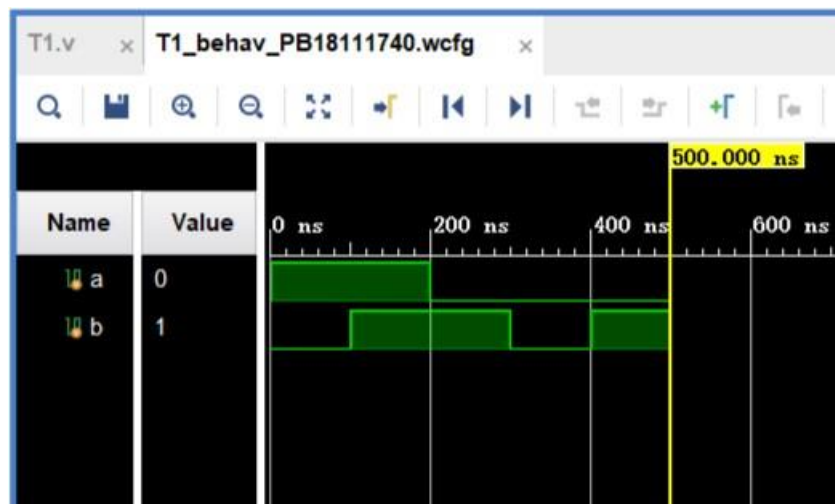 T1.v × T1_behav_PB18111740.wcfg ×
500.000 ns
Name Value 0 ns 200 ns 400 ns 600 ns
a 0
b 1